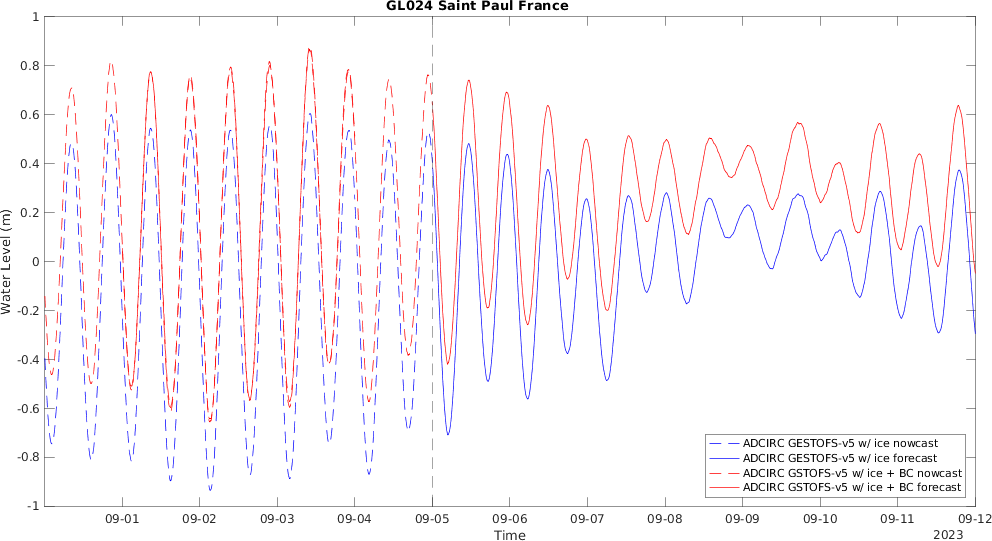 GL024 Saint Paul France
1
0.8
0.6
0.4
0.2
0
-0.2
-0.4
-0.6
-0.8
-1
Water Level (m)
ADCIRC GESTOFS-v5 w/ ice nowcast
ADCIRC GESTOFS-v5 w/ ice forecast
ADCIRC GSTOFS-v5 w/ ice + BC nowcast
ADCIRC GSTOFS-v5 w/ ice + BC forecast
09-01 09-02 09-03 09-04 09-05 09-06 09-07 09-08 09-09 09-10 09-11 09-12
Time
2023